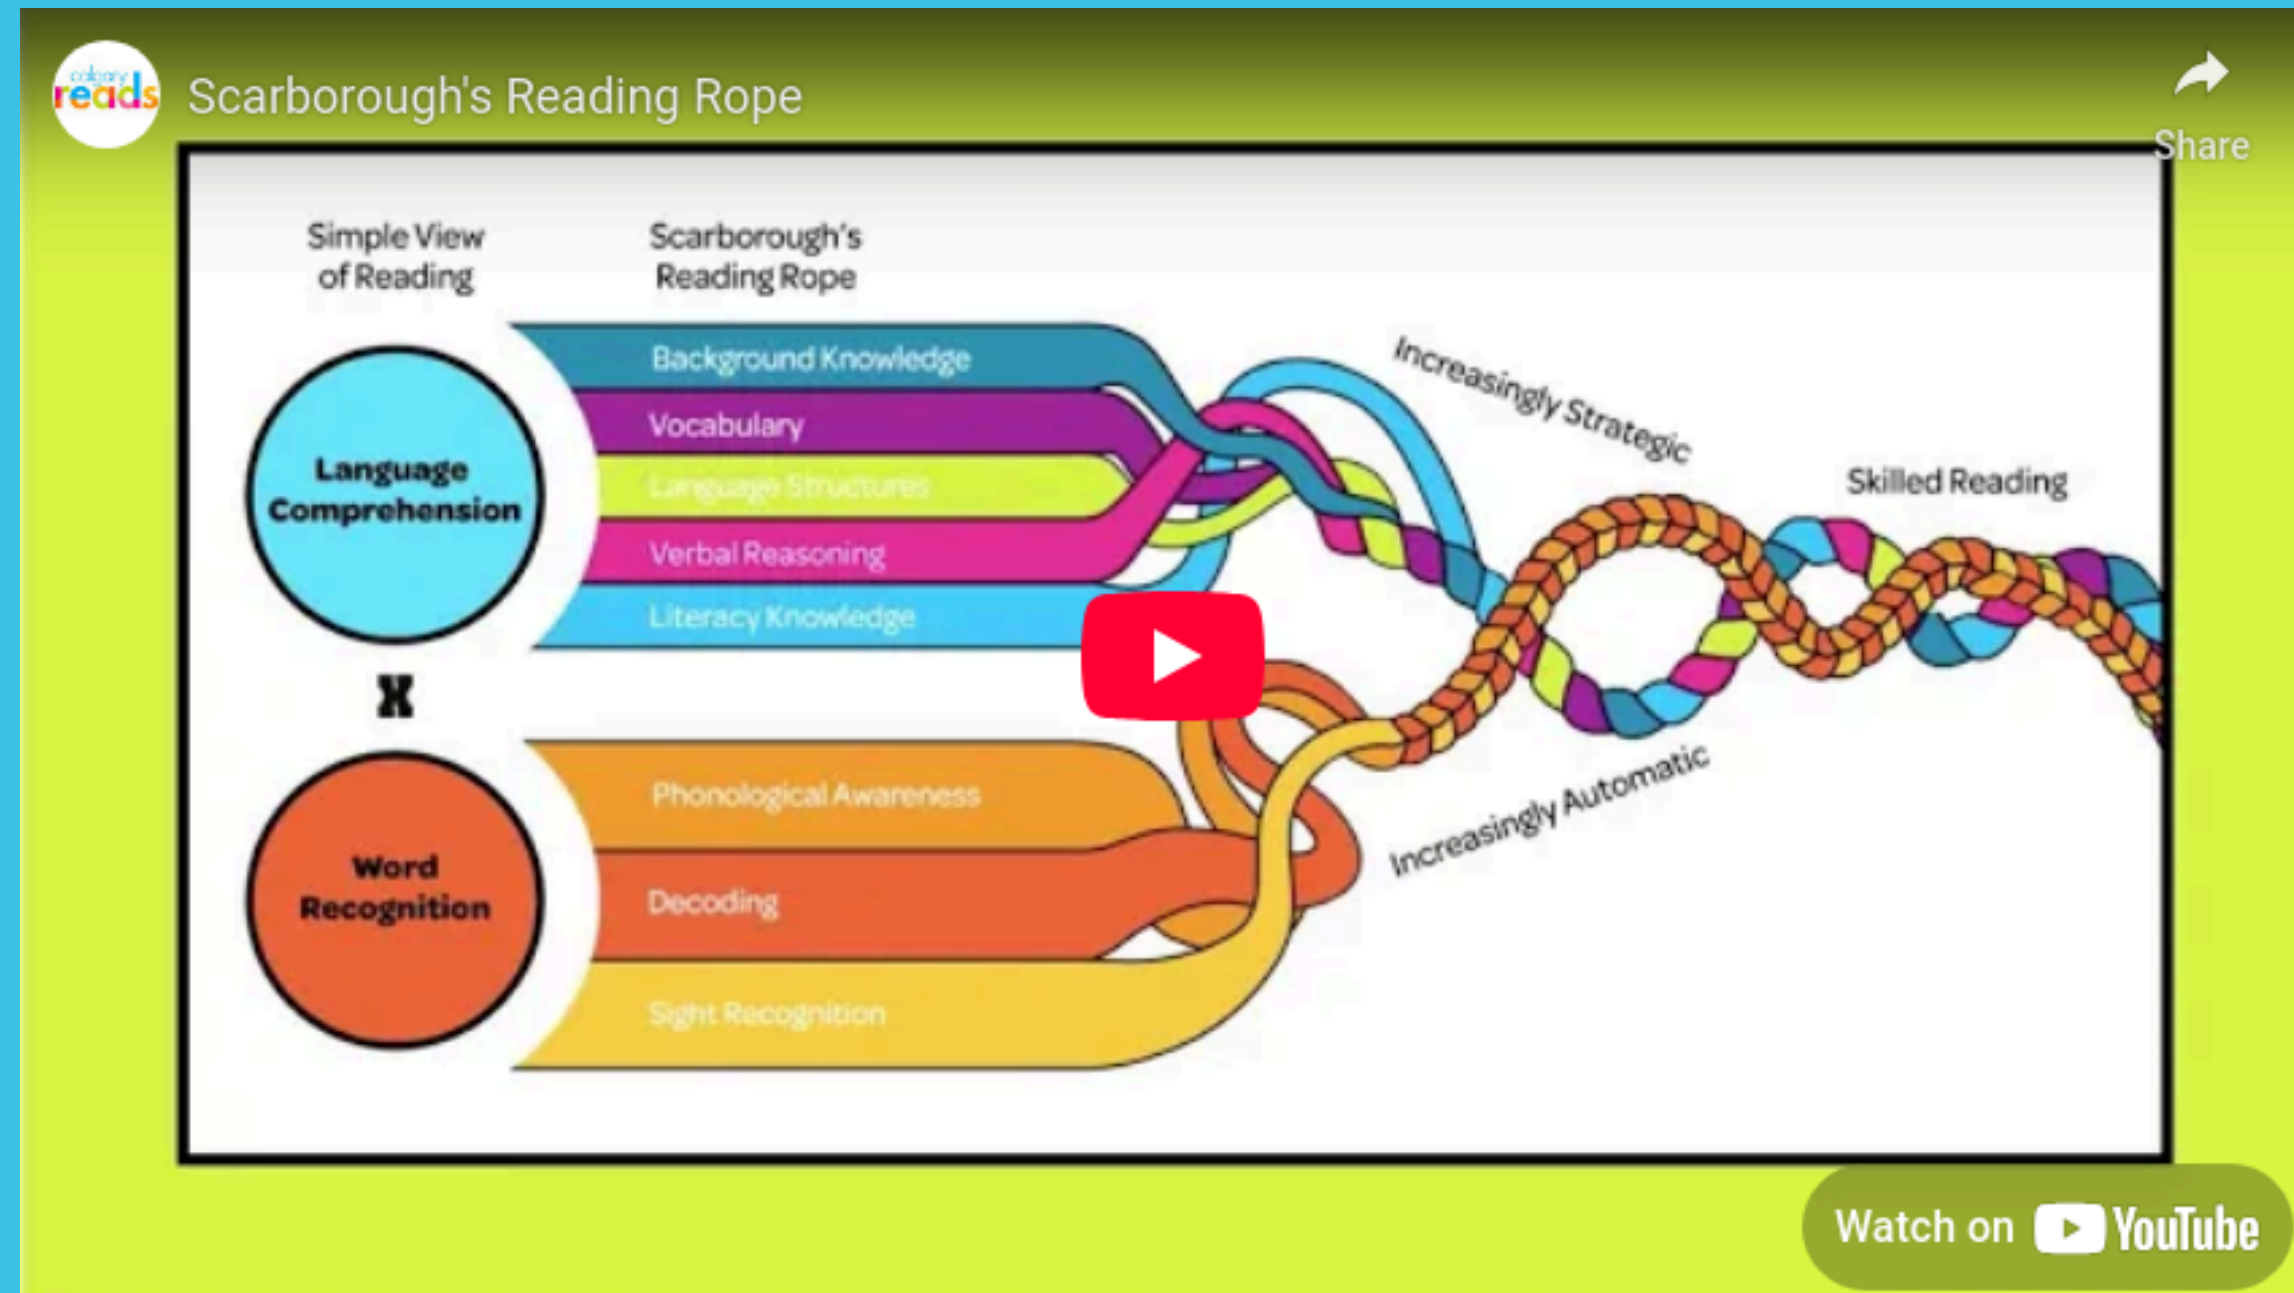 calgary
reads
Scarborough's Reading Rope
Share
Simple View
of Reading
Scarborough's
Reading Rope
Language
Comprehension
Background Knowledge
Vocabulary
Language Structures
Verbal Reasoning
Literacy Knowledge
X
Word
Recognition
Phonological Awareness
Decoding
Sight Recognition
Increasingly Strategic
Increasingly Automatic
Skilled Reading
Watch on YouTube